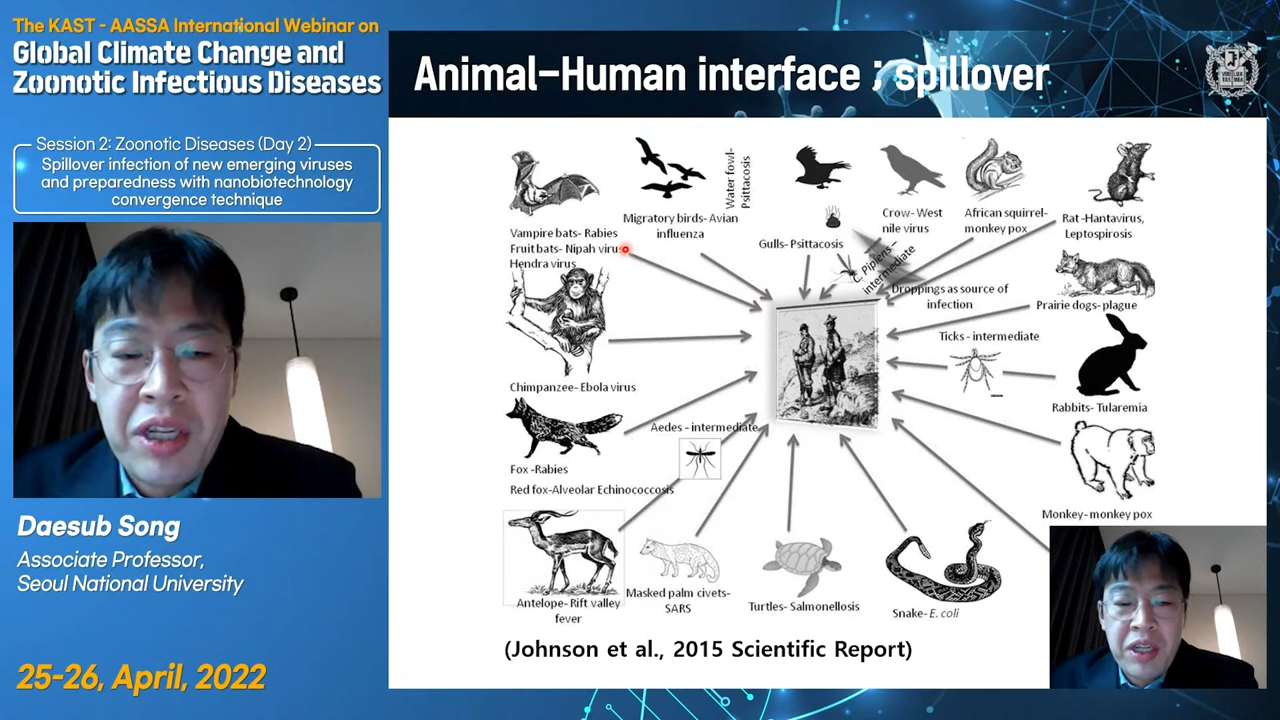 The KAST - AASSA International Webinar on
Global Climate Change and
Zoonotic Infectious Diseases
Session 2: Zoonotic Diseases (Day 2)
Spillover infection of new emerging viruses
and preparedness with nanobiotechnology
convergence technique
Daesub Song
Associate Professor,
Seoul National University
25-26, April, 2022
Animal-Human interface ; spillover
Vampire bats- Rabies
Fruit bats- Nipah virus
Hendra virus
Migratory birds- Avian
influenza
Water fowl-
Psittacosis
Gulls- Psittacosis
Crow- West
nile virus
African squirrel-
monkey pox
Rat -Hantavirus,
Leptospirosis
C. Pipiens –
intermediate
Droppings as source of
infection
Prairie dogs- plague
Ticks - intermediate
Chimpanzee- Ebola virus
Rabbits- Tularemia
Aedes - intermediate
Fox -Rabies
Red fox-Alveolar Echinococcosis
Monkey- monkey pox
Antelope- Rift valley
fever
Masked palm civets-
SARS
Turtles- Salmonellosis
Snake- E. coli
(Johnson et al., 2015 Scientific Report)